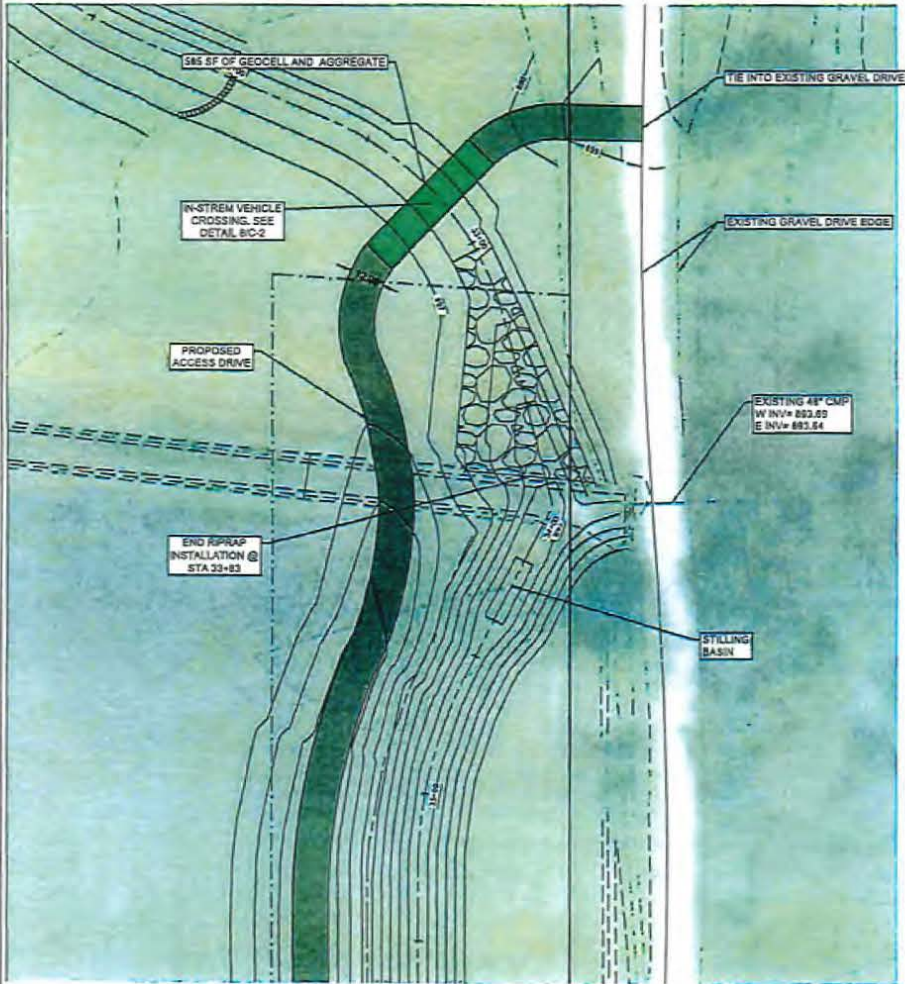 585 SF OF GEOCELL AND AGGREGATE
TIE INTO EXISTING GRAVEL DRIVE
IN-STREM VEHICLE
CROSSING. SEE
DETAIL 8/C-2
EXISTING GRAVEL DRIVE EDGE
PROPOSED
ACCESS DRIVE
EXISTING 48" CMP
W INV= 893.69
E INV= 893.64
END RIPRAP
INSTALLATION @
STA 33+83
STILLING
BASIN